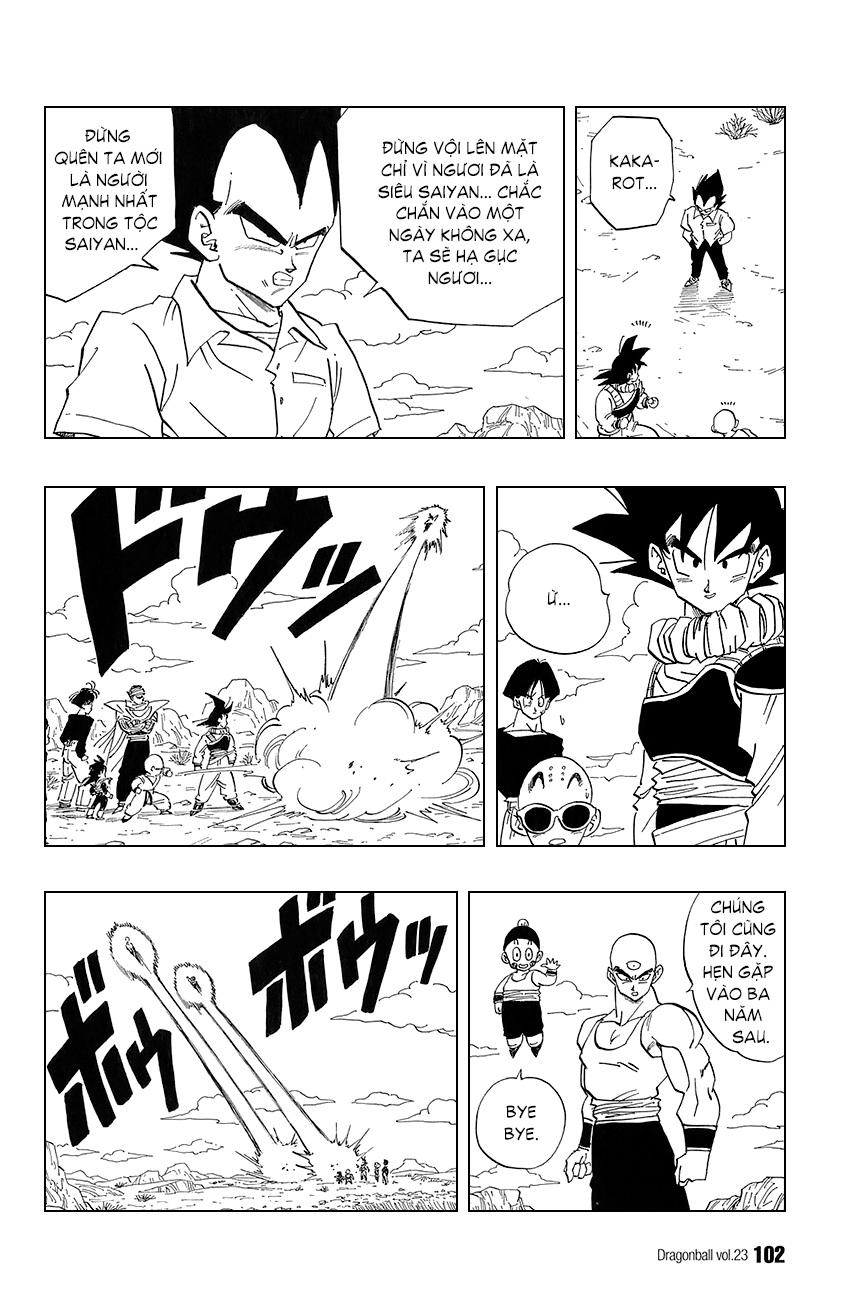 KAKA-
ROT...
ĐỪNG VỘI LÊN MẶT
CHỈ VÌ NGƯƠI ĐÃ LÀ
SIÊU SAIYAN... CHẮC
CHẮN VÀO MỘT
NGÀY KHÔNG XA,
TA SẼ HẠ GỤC
NGƯƠI...
ĐỪNG
QUÊN TA MỚI
LÀ NGƯỜI
MẠNH NHẤT
TRONG TỘC
SAIYAN...
Ừ...
ドウッ
CHÚNG
TÔI CŨNG
ĐI ĐÂY.
HẸN GẶP
VÀO BA
NĂM
SAU.
BYE
BYE.
ボウッ
ボウッ
Dragonball vol.23 102